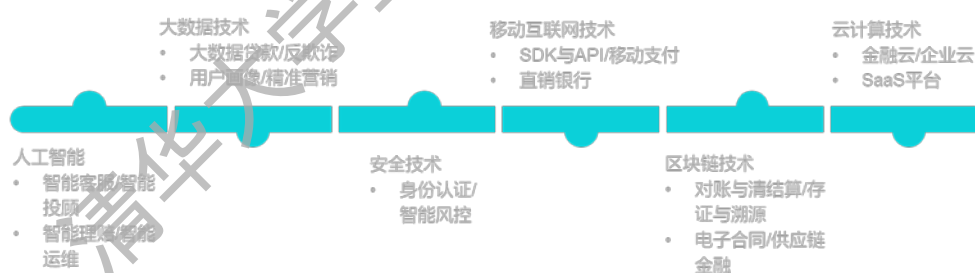 大数据技术
• 大数据贷款/反欺诈
• 用户画像/精准营销
移动互联网技术
• SDK与API/移动支付
• 直销银行
云计算技术
• 金融云/企业云
• SaaS平台
人工智能
• 智能客服/智能
投顾
• 智能理赔/智能
运维
安全技术
• 身份认证/
智能风控
区块链技术
• 对账与清结算/存
证与溯源
• 电子合同/供应链
金融
清华大学